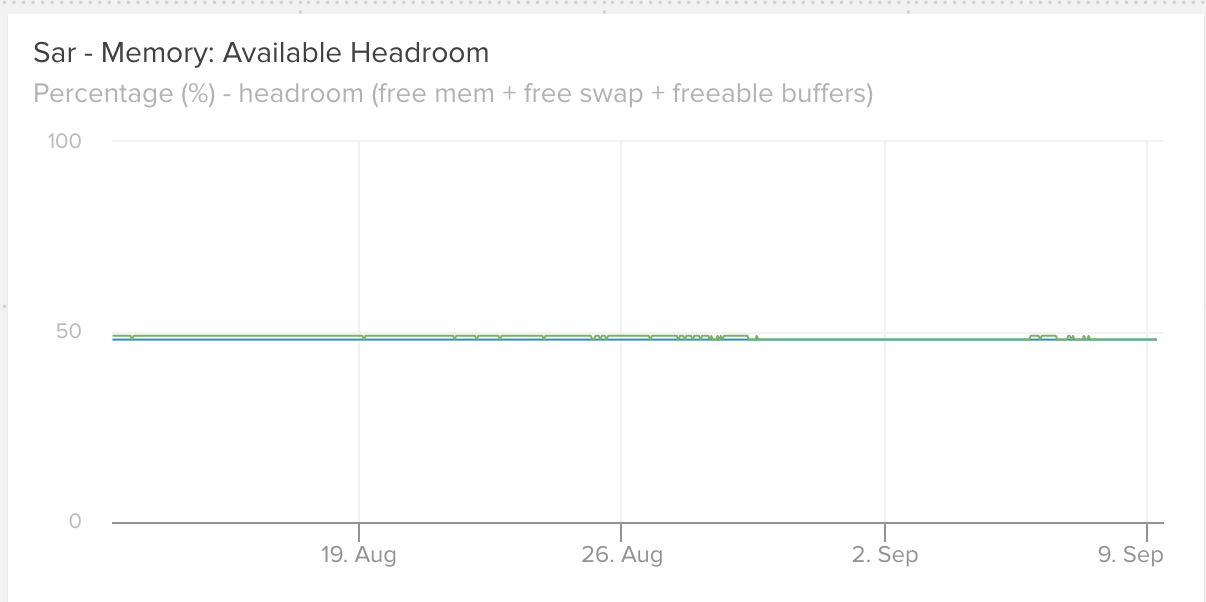 Sar - Memory: Available Headroom
Percentage (%) - headroom (free mem + free swap + freeable buffers)
100
50
0
19. Aug
26. Aug
2. Sep
9. Sep